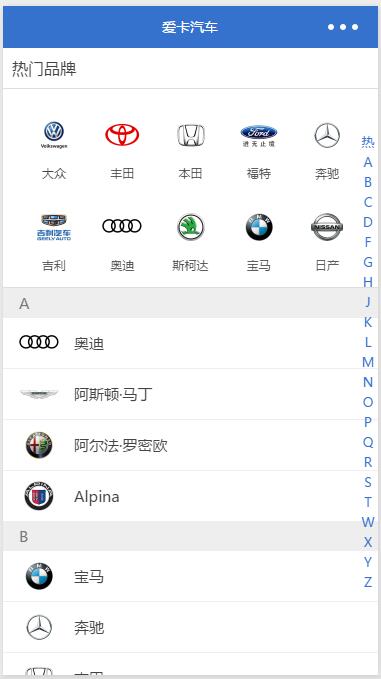 爱卡汽车
热门品牌
大众 丰田 本田 福特 奔驰
吉利 奥迪 斯柯达 宝马 日产
A
奥迪
阿斯顿·马丁
阿尔法·罗密欧
Alpina
B
宝马
奔驰
热
A
B
C
D
F
G
H
J
K
L
M
N
O
P
Q
R
S
T
W
X
Y
Z
Volkswagen
Ford
进无止境
吉利汽车
GEELY AUTO
NISSAN